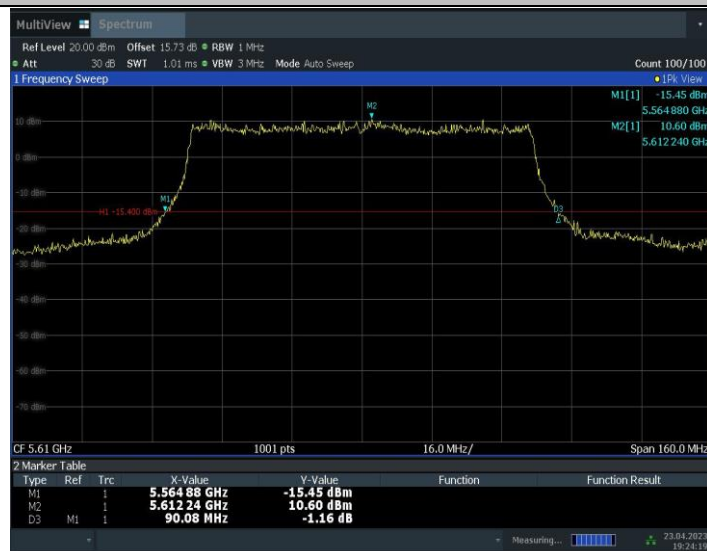 MultiView Spectrum
Ref Level 20.00 dBm Offset 15.73 dB RBW 1 MHz
Att 30 dB SWT 1.01 ms VBW 3 MHz Mode Auto Sweep Count 100/100
1 Frequency Sweep 1Pk View
M1[1] -15.45 dBm
5.564 880 GHz
M2[1] 10.60 dBm
5.612 240 GHz
M2
10 dBm
0 dBm
-10 dBm
M1
H1 -15.400 dBm
D3
-20 dBm
-30 dBm
-40 dBm
-50 dBm
-60 dBm
-70 dBm
CF 5.61 GHz 1001 pts 16.0 MHz/ Span 160.0 MHz
2 Marker Table
Type Ref Trc X-Value Y-Value Function Function Result
M1 1 5.564 88 GHz -15.45 dBm
M2 1 5.612 24 GHz 10.60 dBm
D3 M1 1 90.08 MHz -1.16 dB
Measuring... 23.04.2023
19:24:19